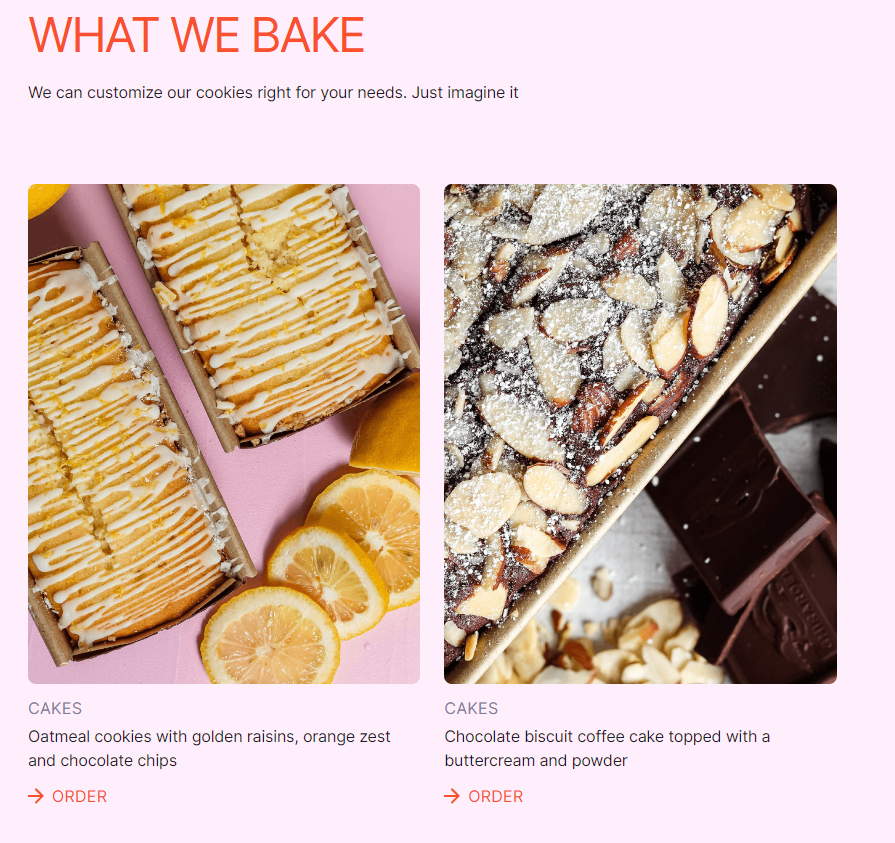 WHAT WE BAKE
We can customize our cookies right for your needs. Just imagine it
CAKES
Oatmeal cookies with golden raisins, orange zest
and chocolate chips
→ ORDER
CAKES
Chocolate biscuit coffee cake topped with a
buttercream and powder
→ ORDER